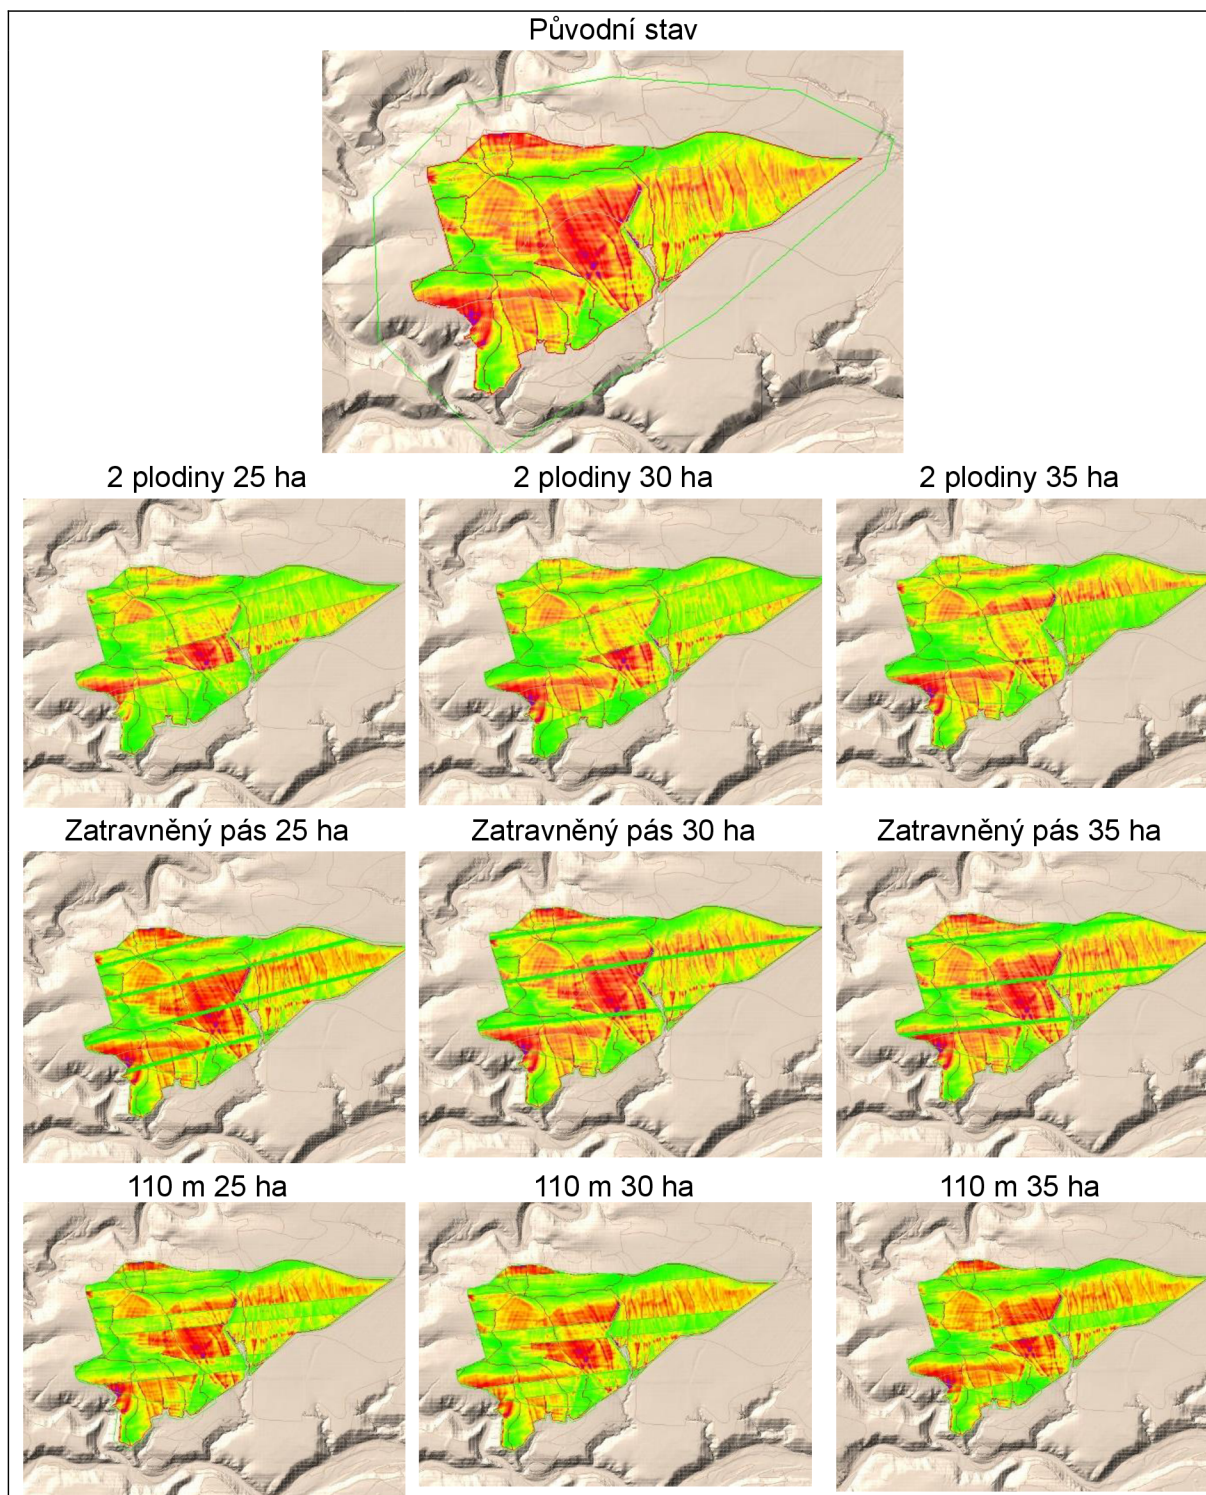 Původní stav
2 plodiny 25 ha
2 plodiny 30 ha
2 plodiny 35 ha
Zatravněný pás 25 ha
Zatravněný pás 30 ha
Zatravněný pás 35 ha
110 m 25 ha
110 m 30 ha
110 m 35 ha